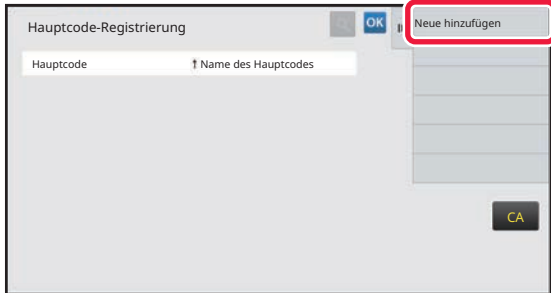 Hauptcode-Registrierung
OK
Neue hinzufügen
Hauptcode
Name des Hauptcodes
CA